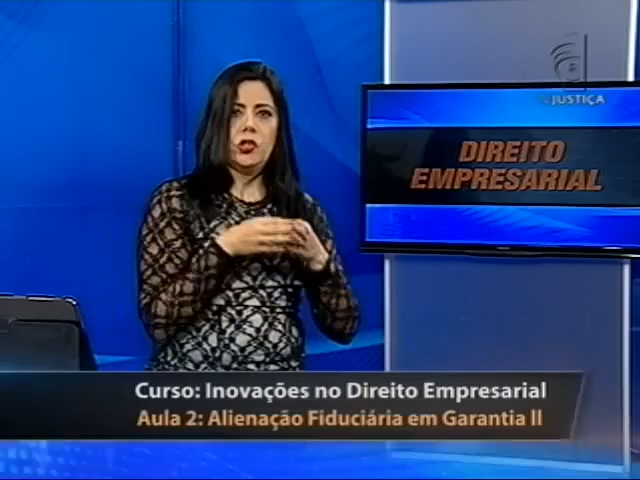 JUSTIÇA
DIREITO
EMPRESARIAL
Curso: Inovações no Direito Empresarial
Aula 2: Alienação Fiduciária em Garantia II